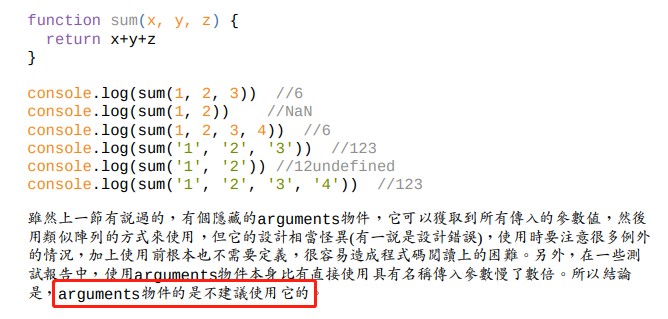 function sum(x, y, z) {
return x+y+z
}
console.log(sum(1, 2, 3)) //6
console.log(sum(1, 2)) //NaN
console.log(sum(1, 2, 3, 4)) //6
console.log(sum('1', '2', '3')) //123
console.log(sum('1', '2')) //12undefined
console.log(sum('1', '2', '3', '4')) //123
雖然上一節有說過的，有個隱藏的arguments物件，它可以獲取到所有傳入的參數值，然後
用類似陣列的方式來使用，但它的設計相當怪異(有一說是設計錯誤)，使用時要注意很多例外
的情況，加上使用前根本也不需要定義，很容易造成程式碼閱讀上的困難。另外，在一些測
試報告中，使用arguments物件本身比有直接使用具有名稱傳入參數慢了數倍。所以結論
是，arguments物件的是不建議使用它的。